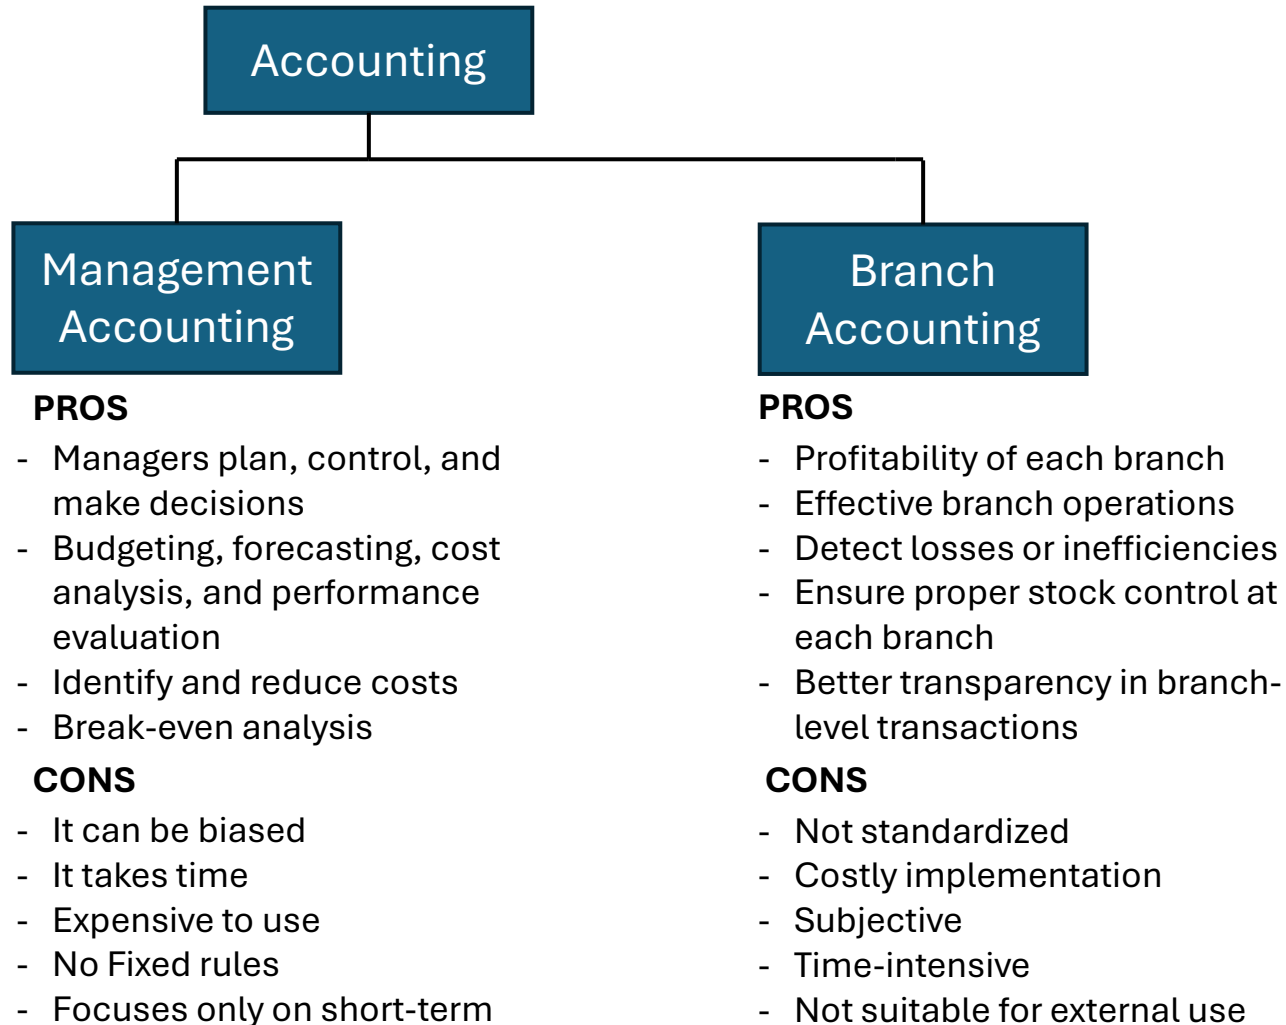 Accounting
Management
Accounting
PROS
- Managers plan, control, and
make decisions
- Budgeting, forecasting, cost
analysis, and performance
evaluation
- Identify and reduce costs
- Break-even analysis
CONS
- It can be biased
- It takes time
- Expensive to use
- No Fixed rules
- Focuses only on short-term
Branch
Accounting
PROS
- Profitability of each branch
- Effective branch operations
- Detect losses or inefficiencies
- Ensure proper stock control at
each branch
- Better transparency in branch-
level transactions
CONS
- Not standardized
- Costly implementation
- Subjective
- Time-intensive
- Not suitable for external use